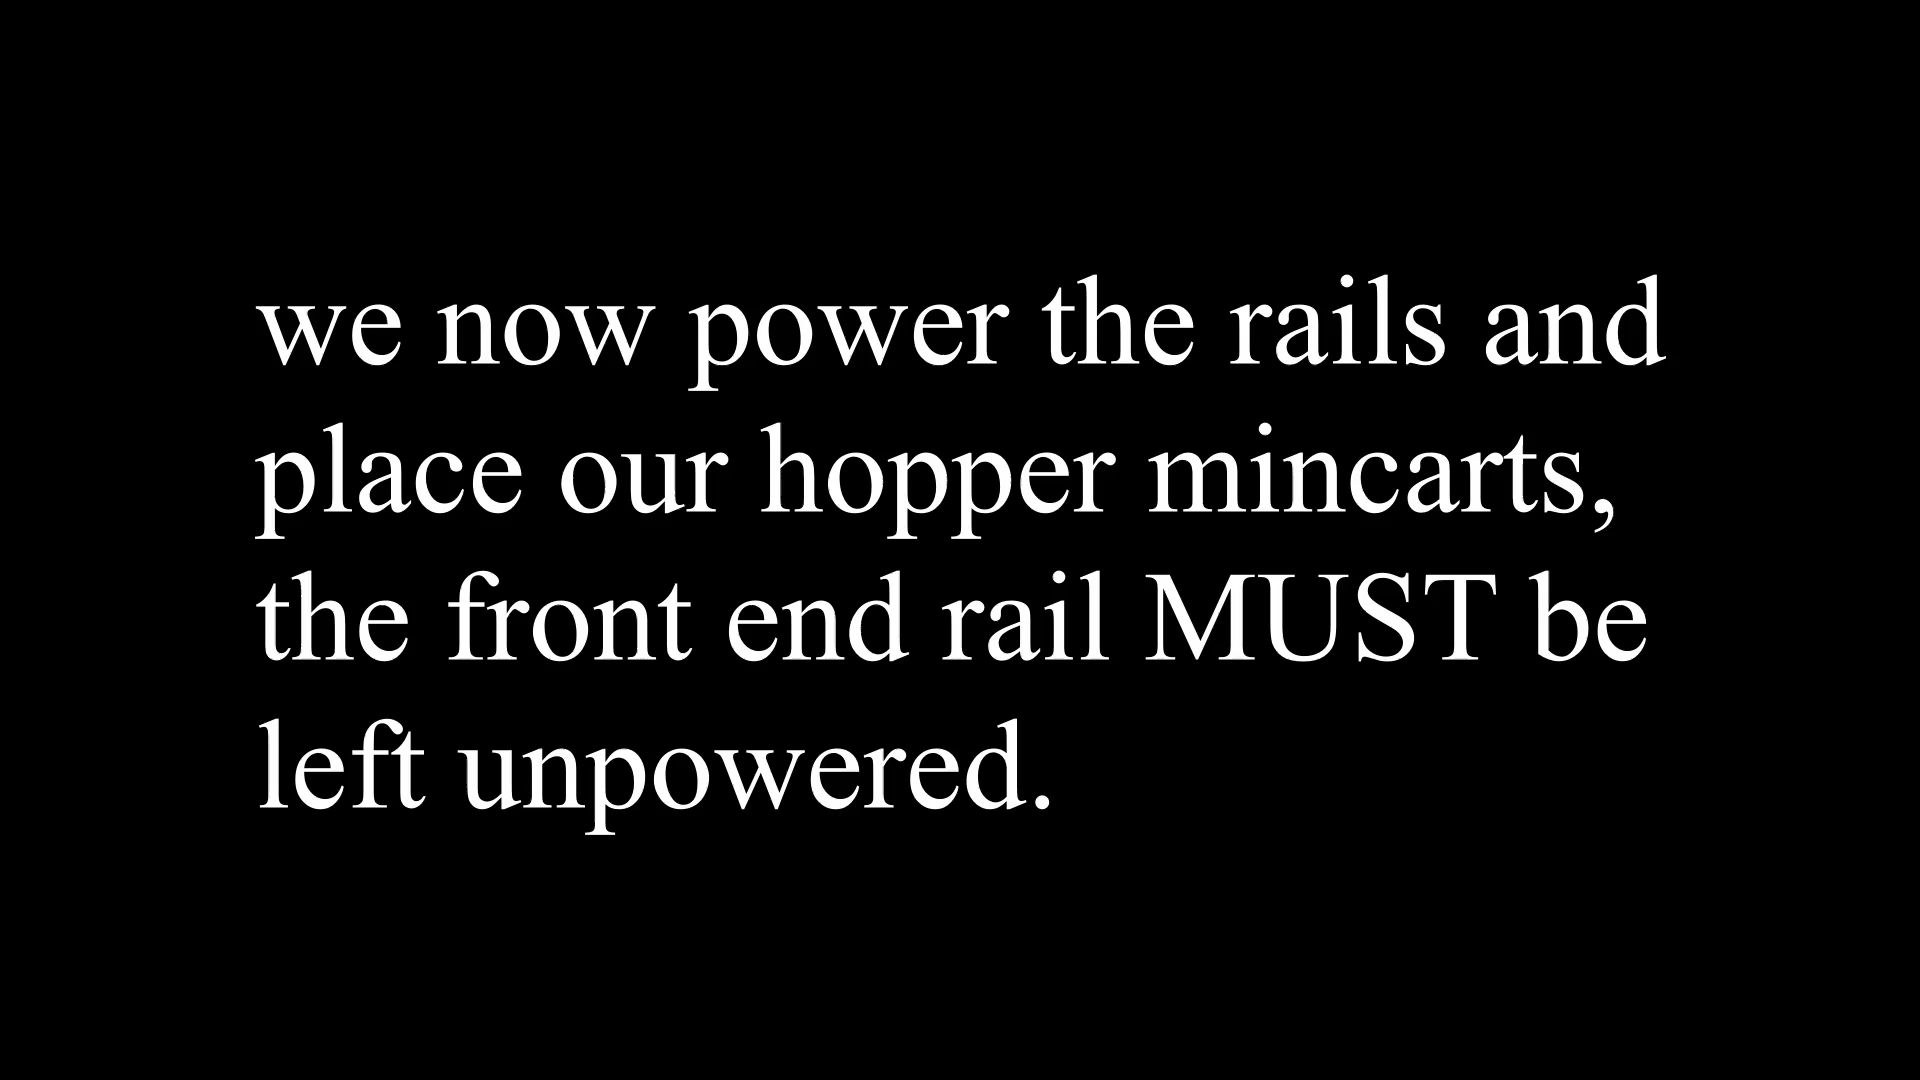 we now power the rails and
place our hopper mincarts,
the front end rail MUST be
left unpowered.